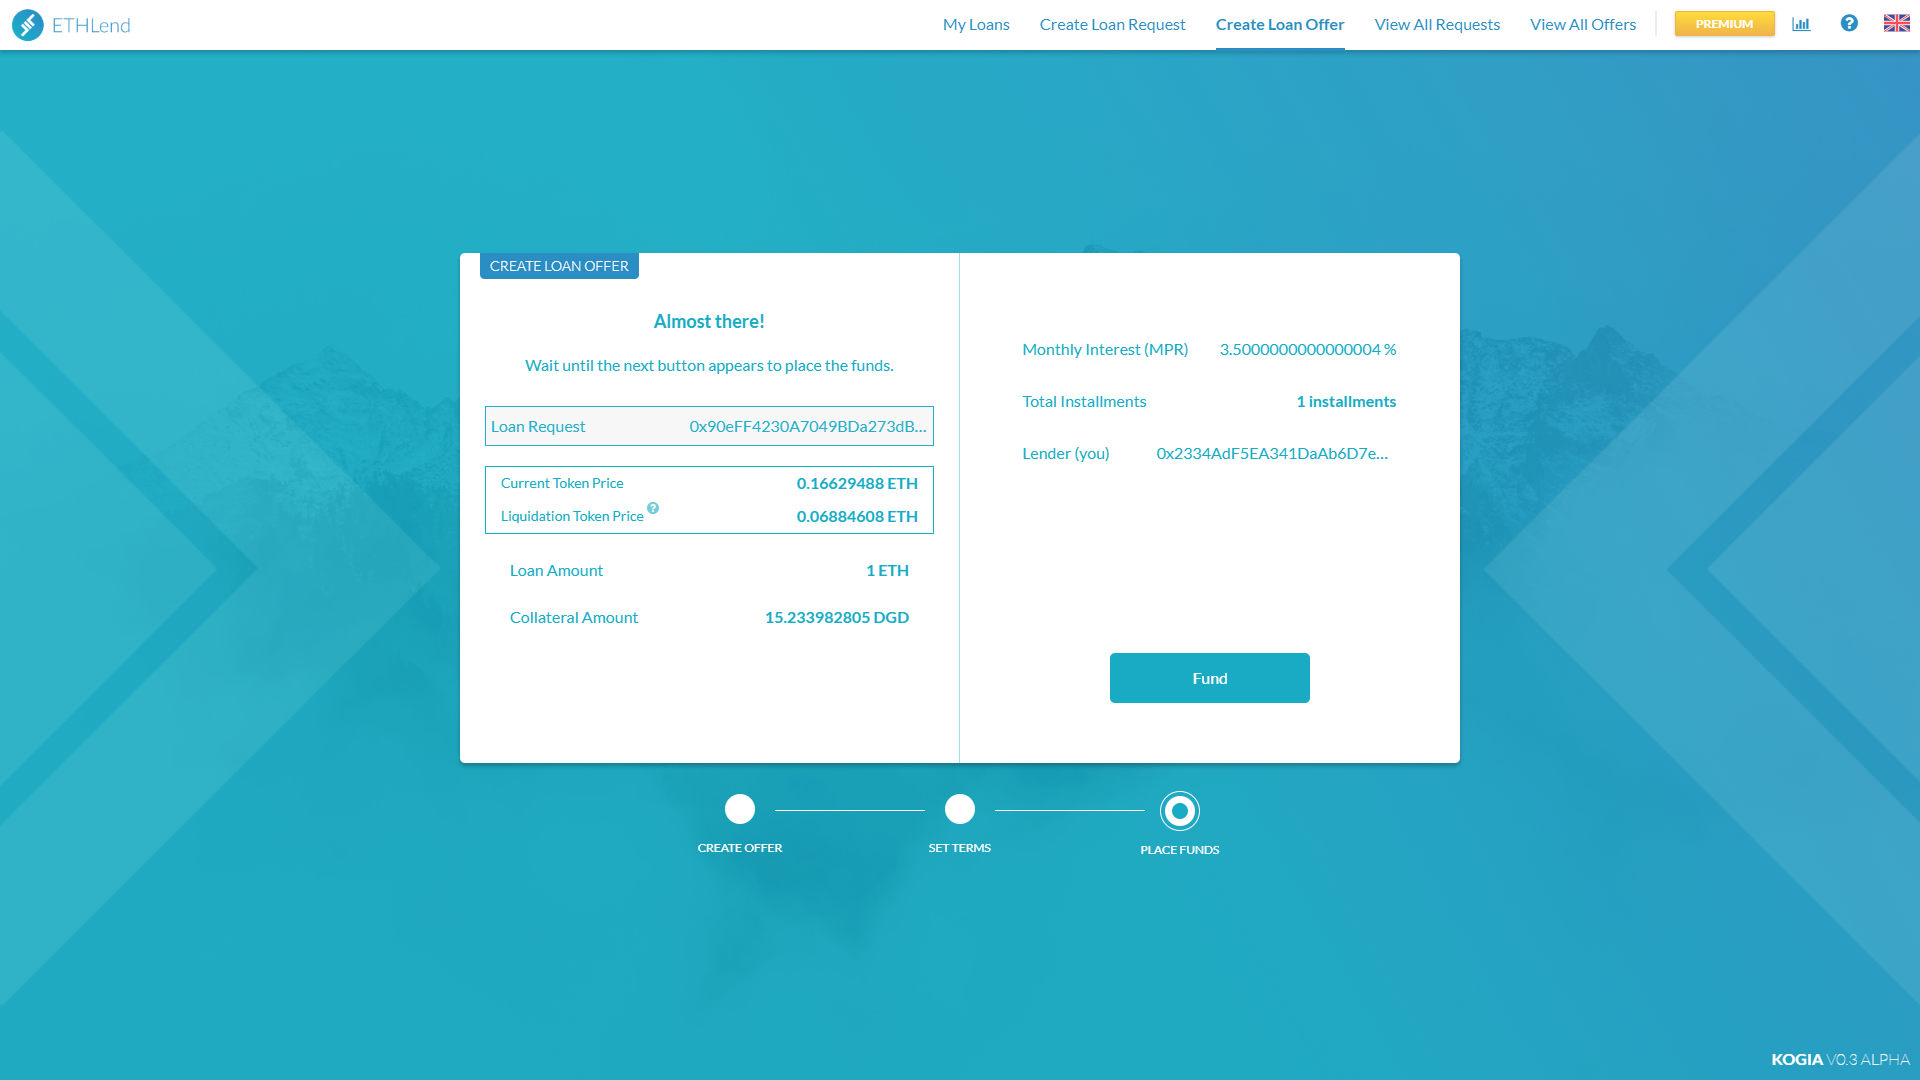 ETHLend
My Loans
Create Loan Request
Create Loan Offer
View All Requests
View All Offers
PREMIUM
?
CREATE LOAN OFFER
Almost there!
Wait until the next button appears to place the funds.
Loan Request 0x90eFF4230A7049BDa273dB...
Current Token Price 0.16629488 ETH
Liquidation Token Price ? 0.06884608 ETH
Loan Amount 1 ETH
Collateral Amount 15.233982805 DGD
Monthly Interest (MPR) 3.5000000000000004 %
Total Installments 1 installments
Lender (you) 0x2334AdF5EA341DaAb6D7e...
Fund
CREATE OFFER
SET TERMS
PLACE FUNDS
KOGIA V0.3 ALPHA